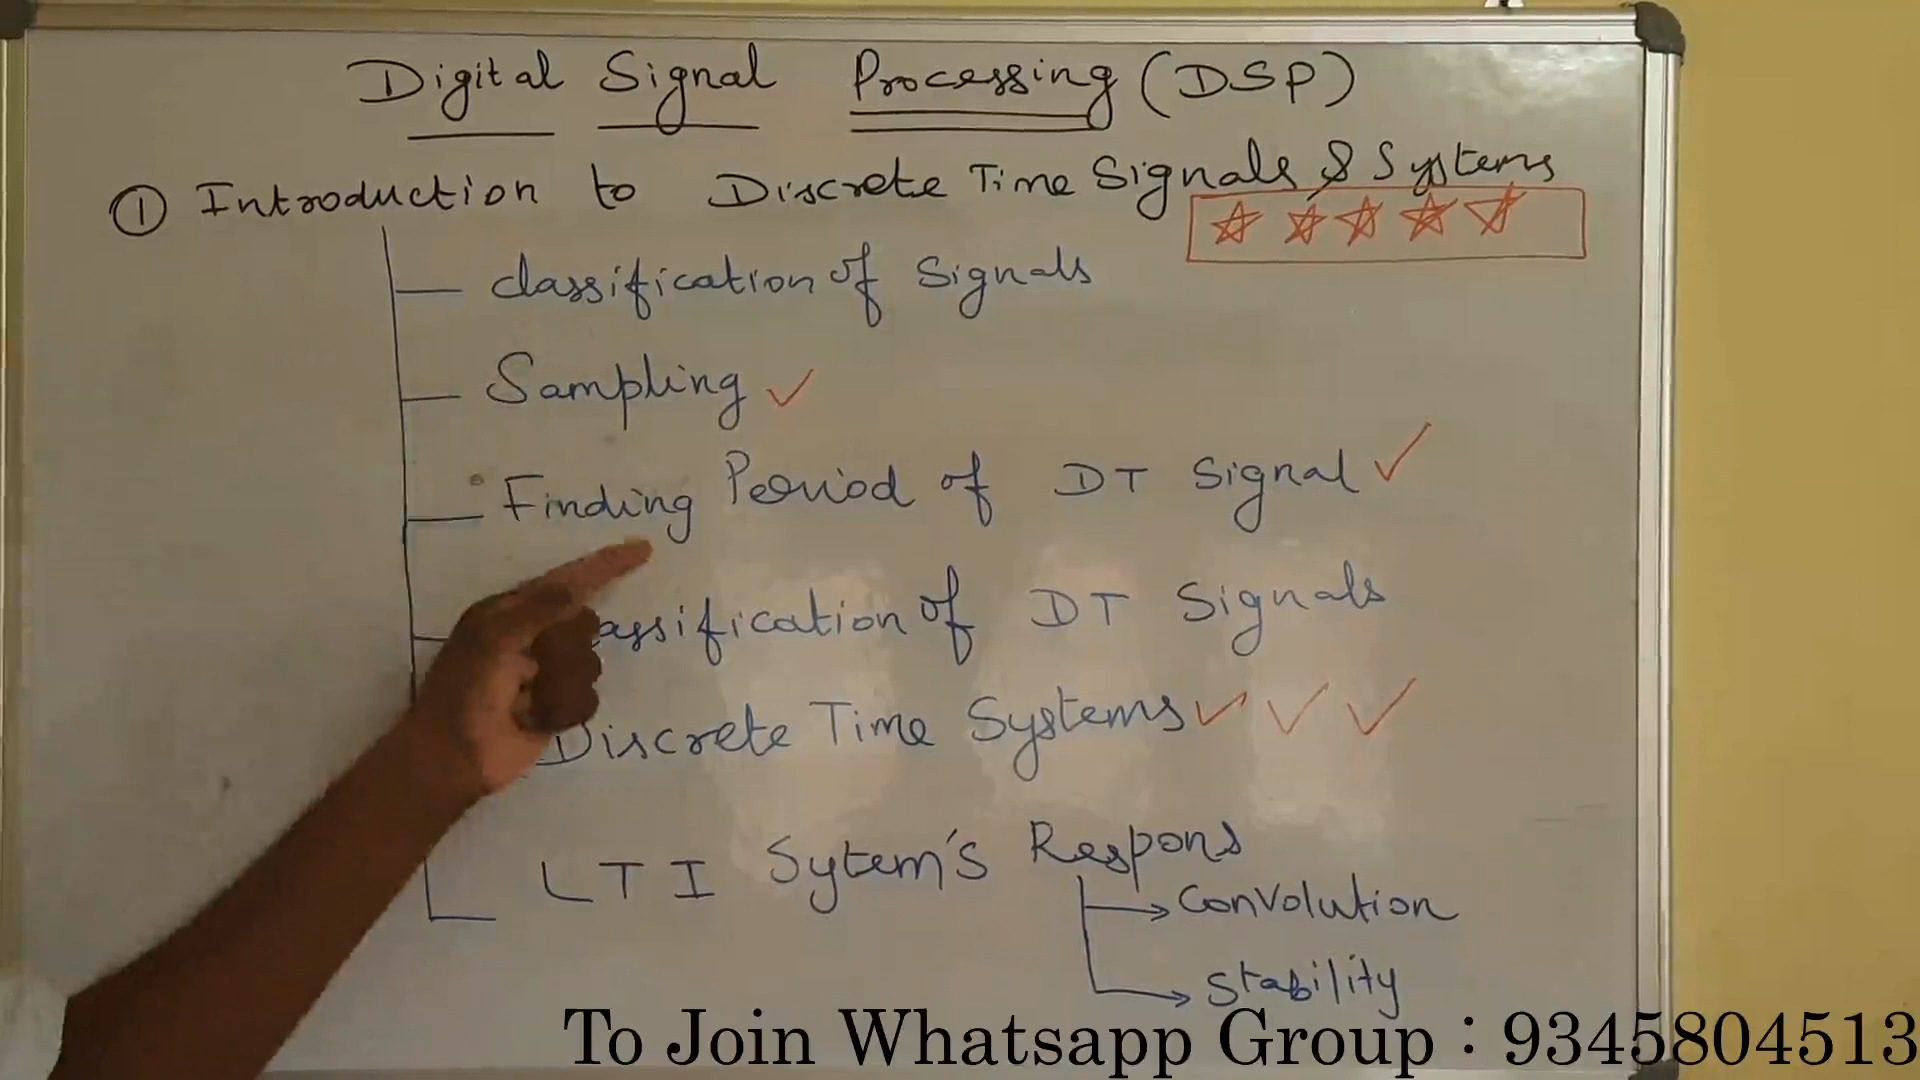 Digital Signal Processing (DSP)
① Introduction to Discrete Time Signals & Systems
Classification of Signals
Sampling ✓
Finding Period of DT Signal ✓
assification of DT Signals
Discrete Time Systems ✓ ✓ ✓
LTI Sytem's Respons
→ Convolution
→ Stability
To Join Whatsapp Group : 9345804513